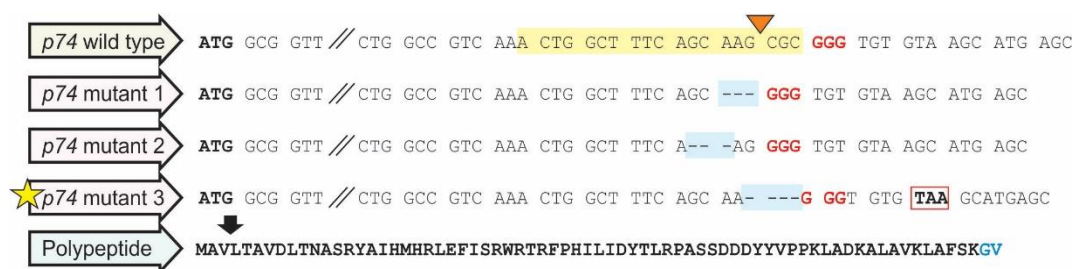 p74 wild type ATG GCG GTT // CTG GCC GTC AAA CTG GCT TTC AGC AAG CGC GGG TGT GTA AGC ATG AGC
p74 mutant 1 ATG GCG GTT // CTG GCC GTC AAA CTG GCT TTC AGC --- GGG TGT GTA AGC ATG AGC
p74 mutant 2 ATG GCG GTT // CTG GCC GTC AAA CTG GCT TTC A-- -AG GGG TGT GTA AGC ATG AGC
p74 mutant 3 ATG GCG GTT // CTG GCC GTC AAA CTG GCT TTC AGC AA- ---G GGT GTG TAA GCATGAGC
Polypeptide MAVLTAVDLTNASRYAIHMHRLEFISRWRTRFPHILIDYTLRPASSDDDYYVPPKLADKALAVKLAFSKGV